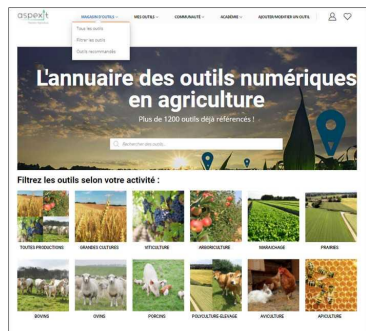 aspexit
MAGASIN D'OUTILS
MES OUTILS
COMMUNAUTÉ
ACADÉMIE
AJOUTER/MODIFIER UN OUTIL
Tous les outils
Filtrer les outils
Outils recommandés
L'annuaire des outils numériques
en agriculture
Plus de 1200 outils déjà référencés !
Rechercher des outils
Filtrez les outils selon votre activité :
TOUTES PRODUCTIONS
GRANDES CULTURES
VITICULTURE
ARBORICULTURE
MARAICHAGE
PRAIRIES
BOVINS
OVINS
PORCINS
POLYCULTURE-ELEVAGE
AVICULTURE
APICULTURE